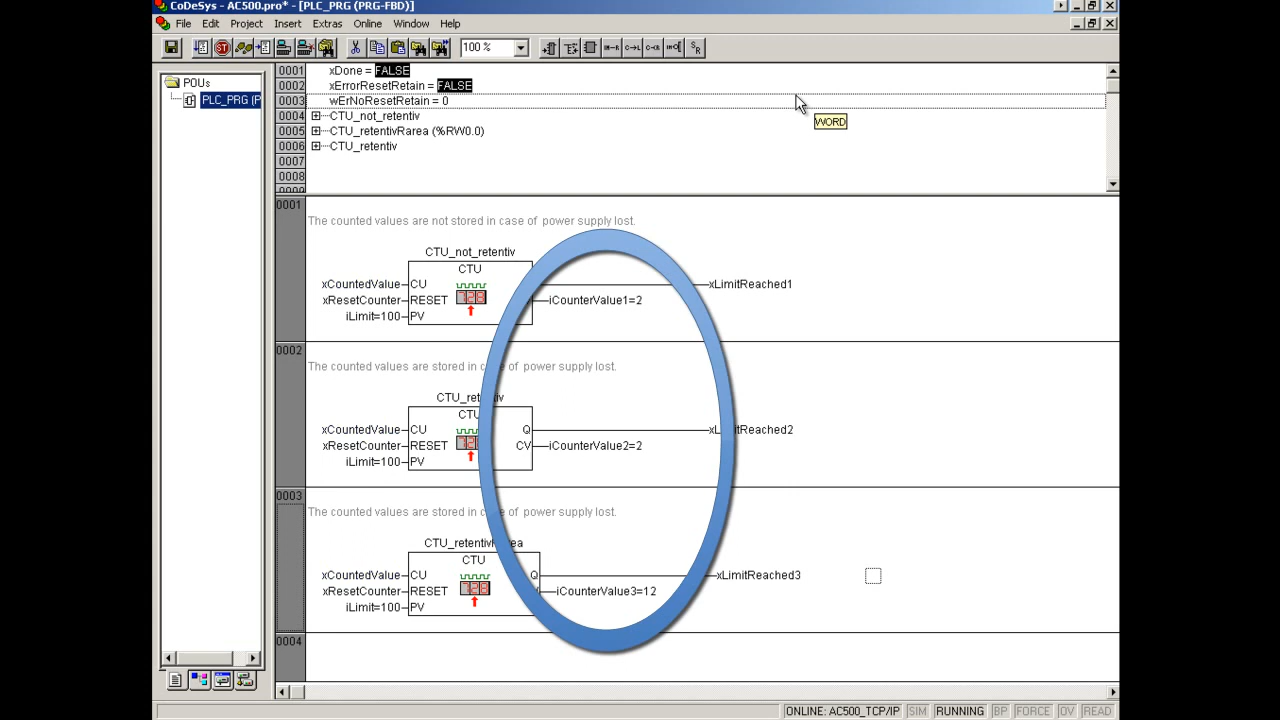 CoDeSys - AC500.pro* - [PLC_PRG (PRG-FBD)]
File Edit Project Insert Extras Online Window Help
100 %
POUs
PLC_PRG (P
0001 xDone = FALSE
0002 xErrorResetRetain = FALSE
0003 wErNoResetRetain = 0
0004 CTU_not_retentiv
0005 CTU_retentivRarea (%RW0.0)
0006 CTU_retentiv
0007
0008
WORD
0001
The counted values are not stored in case of power supply lost.
CTU_not_retentiv
CTU
xCountedValue CU xLimitReached1
xResetCounter RESET iCounterValue1=2
iLimit=100 PV
0002
The counted values are stored in case of power supply lost.
CTU_retentiv
CTU
xCountedValue CU Q xLimitReached2
xResetCounter RESET CV iCounterValue2=2
iLimit=100 PV
0003
The counted values are stored in case of power supply lost.
CTU
xCountedValue CU Q xLimitReached3
xResetCounter RESET iCounterValue3=12
iLimit=100 PV
0004
ONLINE: AC500_TCP/IP SIM RUNNING BP FORCE OV READ